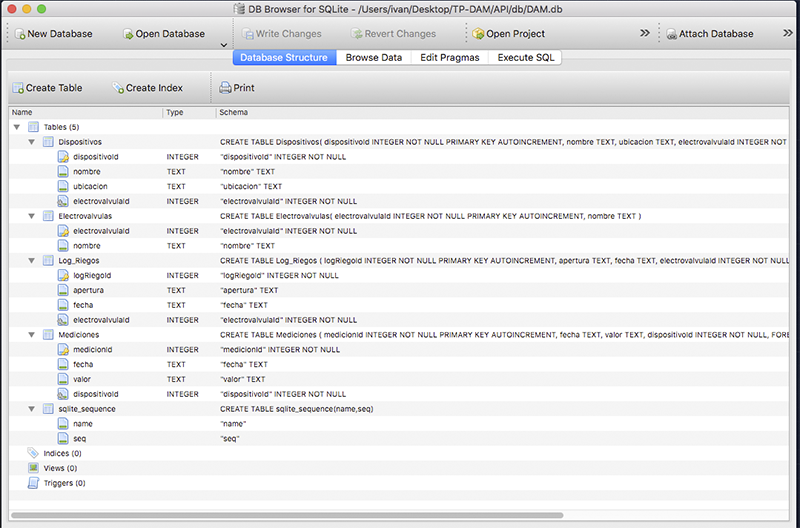 DB Browser for SQLite - /Users/ivan/Desktop/TP-DAM/API/db/DAM.db
New Database Open Database Write Changes Revert Changes Open Project Attach Database
Database Structure Browse Data Edit Pragmas Execute SQL
Create Table Create Index Print
Name Type Schema
Tables (5)
Dispositivos CREATE TABLE Dispositivos( dispositivoId INTEGER NOT NULL PRIMARY KEY AUTOINCREMENT, nombre TEXT, ubicacion TEXT, electrovalvulaId INTEGER NOT
dispositivoId INTEGER "dispositivoId" INTEGER NOT NULL
nombre TEXT "nombre" TEXT
ubicacion TEXT "ubicacion" TEXT
electrovalvulaId INTEGER "electrovalvulaId" INTEGER NOT NULL
Electrovalvulas CREATE TABLE Electrovalvulas( electrovalvulaId INTEGER NOT NULL PRIMARY KEY AUTOINCREMENT, nombre TEXT )
electrovalvulaId INTEGER "electrovalvulaId" INTEGER NOT NULL
nombre TEXT "nombre" TEXT
Log_Riegos CREATE TABLE Log_Riegos ( logRiegoId INTEGER NOT NULL PRIMARY KEY AUTOINCREMENT, apertura TEXT, fecha TEXT, electrovalvulaId INTEGER NOT NULL
logRiegoId INTEGER "logRiegoId" INTEGER NOT NULL
apertura TEXT "apertura" TEXT
fecha TEXT "fecha" TEXT
electrovalvulaId INTEGER "electrovalvulaId" INTEGER NOT NULL
Mediciones CREATE TABLE Mediciones ( medicionId INTEGER NOT NULL PRIMARY KEY AUTOINCREMENT, fecha TEXT, valor TEXT, dispositivoId INTEGER NOT NULL, FORE
medicionId INTEGER "medicionId" INTEGER NOT NULL
fecha TEXT "fecha" TEXT
valor TEXT "valor" TEXT
dispositivoId INTEGER "dispositivoId" INTEGER NOT NULL
sqlite_sequence CREATE TABLE sqlite_sequence(name,seq)
name "name"
seq "seq"
Indices (0)
Views (0)
Triggers (0)